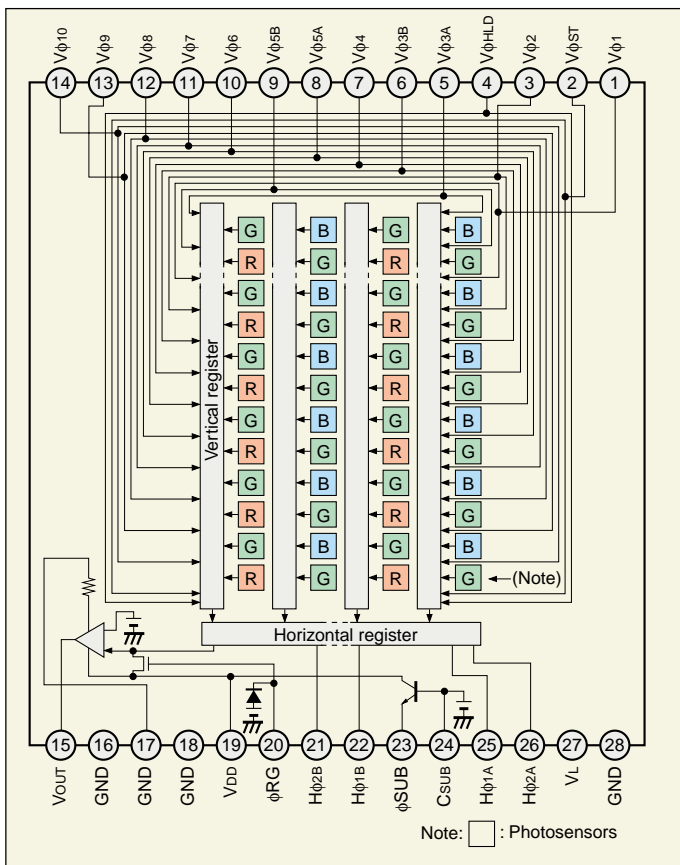 Vφ10 Vφ9 Vφ8 Vφ7 Vφ6 Vφ5B Vφ5A Vφ4 Vφ3B Vφ3A VφHLD Vφ2 VφST Vφ1
14 13 12 11 10 9 8 7 6 5 4 3 2 1
G B G B
R G R G
G B G B
R G R G
G B G B
R G R G
G B G B
R G R G
G B G B
R G R G
G B G B
R G R G (Note)
Vertical register
Horizontal register
15 16 17 18 19 20 21 22 23 24 25 26 27 28
VOUT GND GND GND VDD φRG Hφ2B Hφ1B φSUB CSUB Hφ1A Hφ2A VL GND
Note: : Photosensors